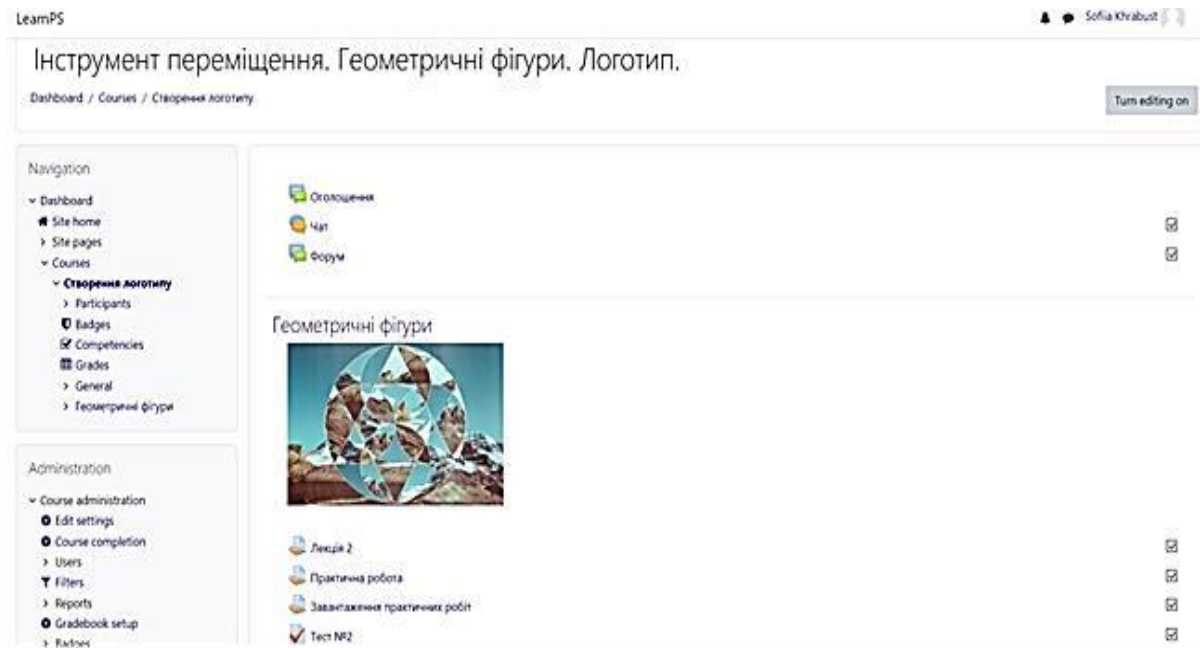 LearnPS
Sofiia Khrabust
Інструмент переміщення. Геометричні фігури. Логотип.
Dashboard / Courses / Створення логотипу
Turn editing on
Navigation
Dashboard
Site home
Site pages
Courses
Створення логотипу
Participants
Badges
Competencies
Grades
General
Геометричні фігури
Administration
Course administration
Edit settings
Course completion
Users
Filters
Reports
Gradebook setup
Badges
Оголошення
Чат
Форум
Геометричні фігури
Лекція 2
Практична робота
Завантаження практичних робіт
Тест №2